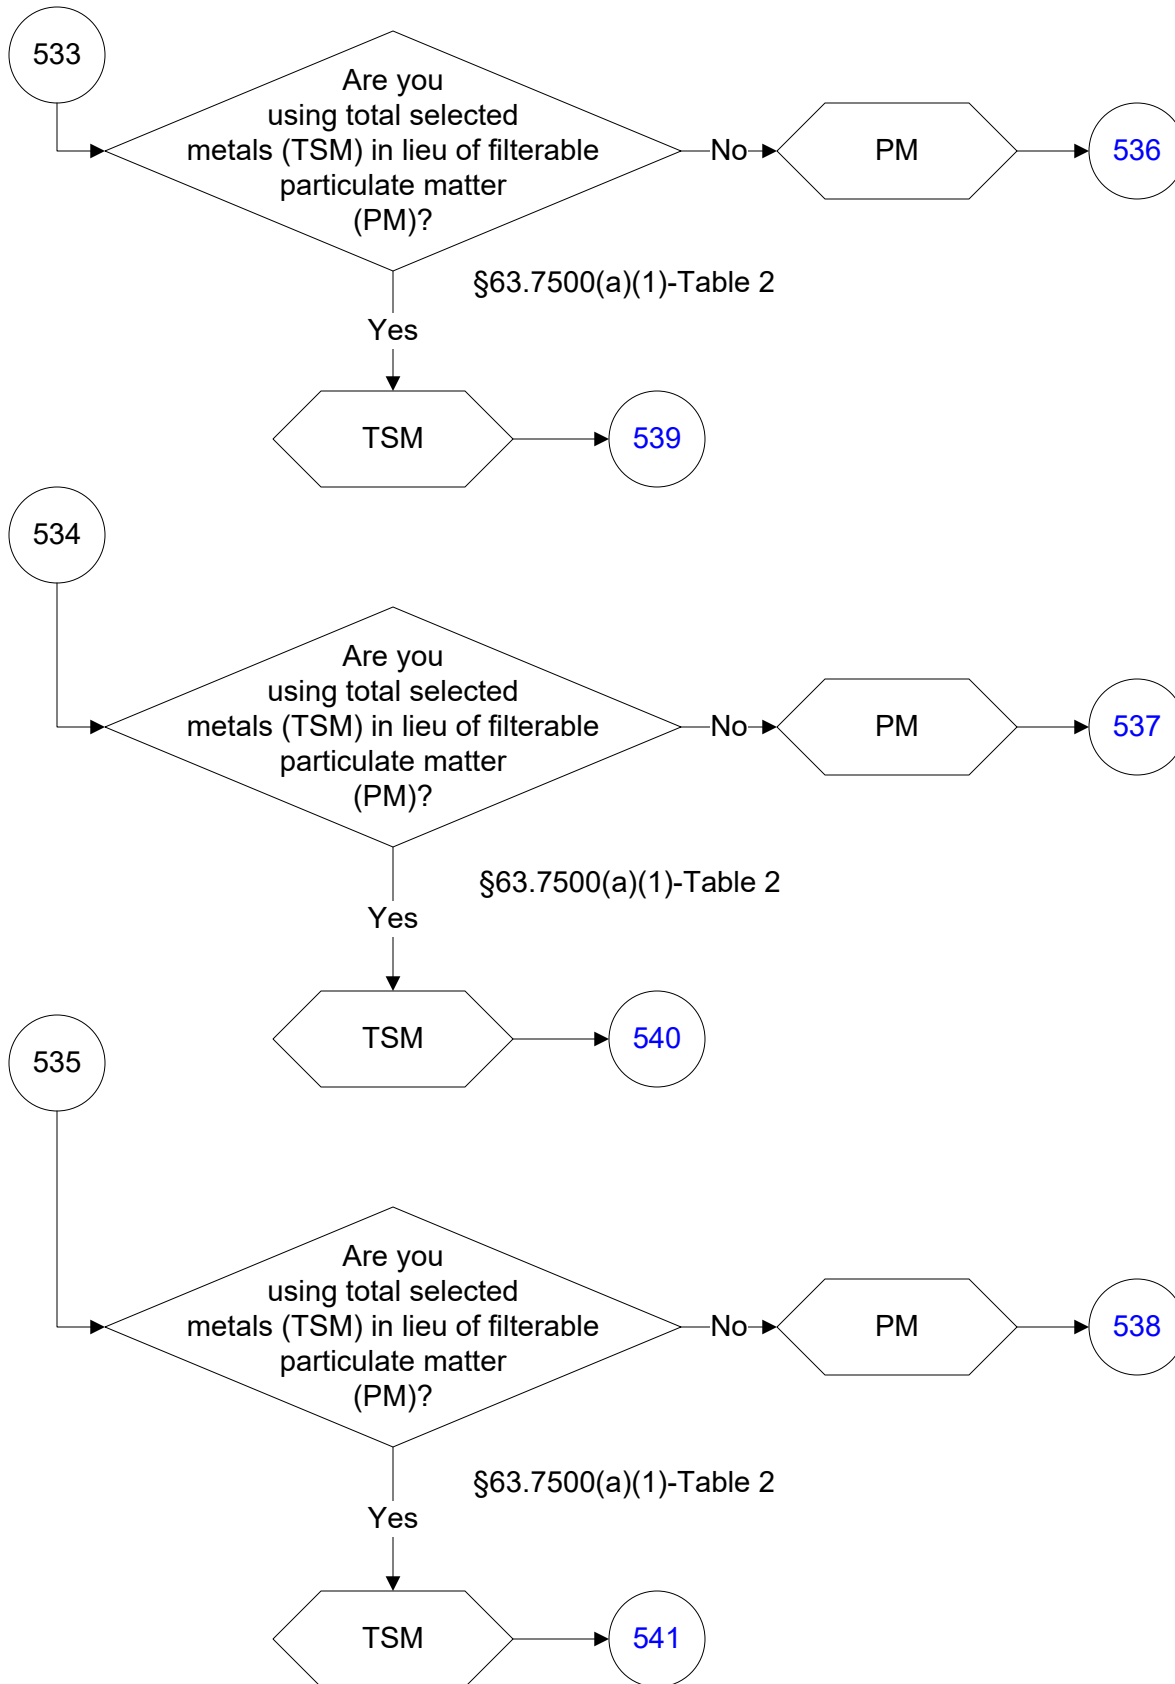 533
Are you
using total selected
metals (TSM) in lieu of filterable
particulate matter
(PM)?
No
PM
536
§63.7500(a)(1)-Table 2
Yes
TSM
539
534
Are you
using total selected
metals (TSM) in lieu of filterable
particulate matter
(PM)?
No
PM
537
§63.7500(a)(1)-Table 2
Yes
TSM
540
535
Are you
using total selected
metals (TSM) in lieu of filterable
particulate matter
(PM)?
No
PM
538
§63.7500(a)(1)-Table 2
Yes
TSM
541